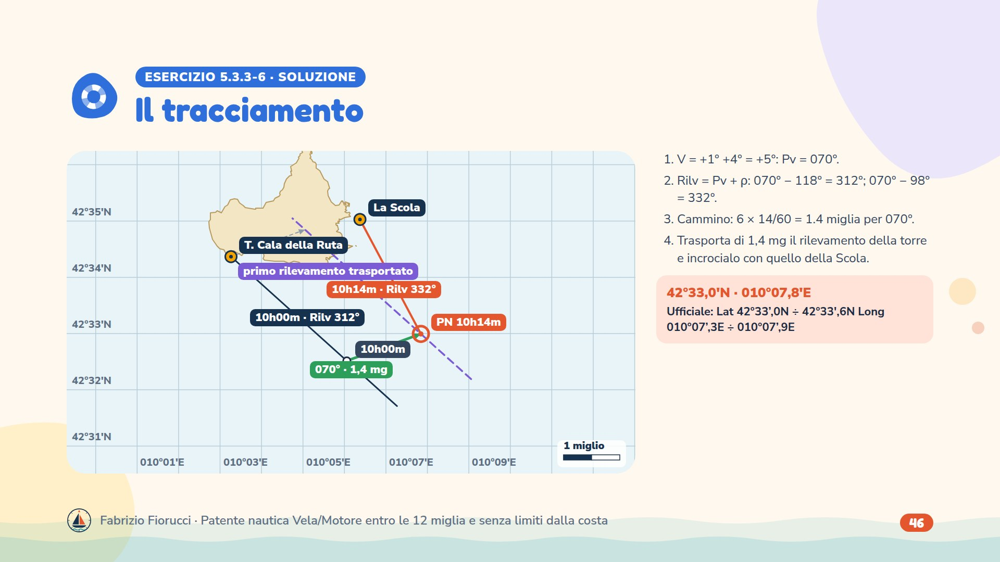 ESERCIZIO 5.3.3-6 · SOLUZIONE
Il tracciamento
La Scola
42°35'N
T. Cala della Ruta
42°34'N
primo rilevamento trasportato
10h14m · Rilv 332°
10h00m · Rilv 312°
PN 10h14m
42°33'N
10h00m
070° · 1,4 mg
42°32'N
42°31'N
1 miglio
010°01'E
010°03'E
010°05'E
010°07'E
010°09'E
1. V = +1° +4° = +5°: Pv = 070°.
2. Rilv = Pv + ρ: 070° − 118° = 312°; 070° − 98°
= 332°.
3. Cammino: 6 × 14/60 = 1.4 miglia per 070°.
4. Trasporta di 1,4 mg il rilevamento della torre
e incrocialo con quello della Scola.
42°33,0'N · 010°07,8'E
Ufficiale: Lat 42°33’,0N ÷ 42°33',6N Long
010°07’,3E ÷ 010°07’,9E
Fabrizio Fiorucci · Patente nautica Vela/Motore entro le 12 miglia e senza limiti dalla costa
46